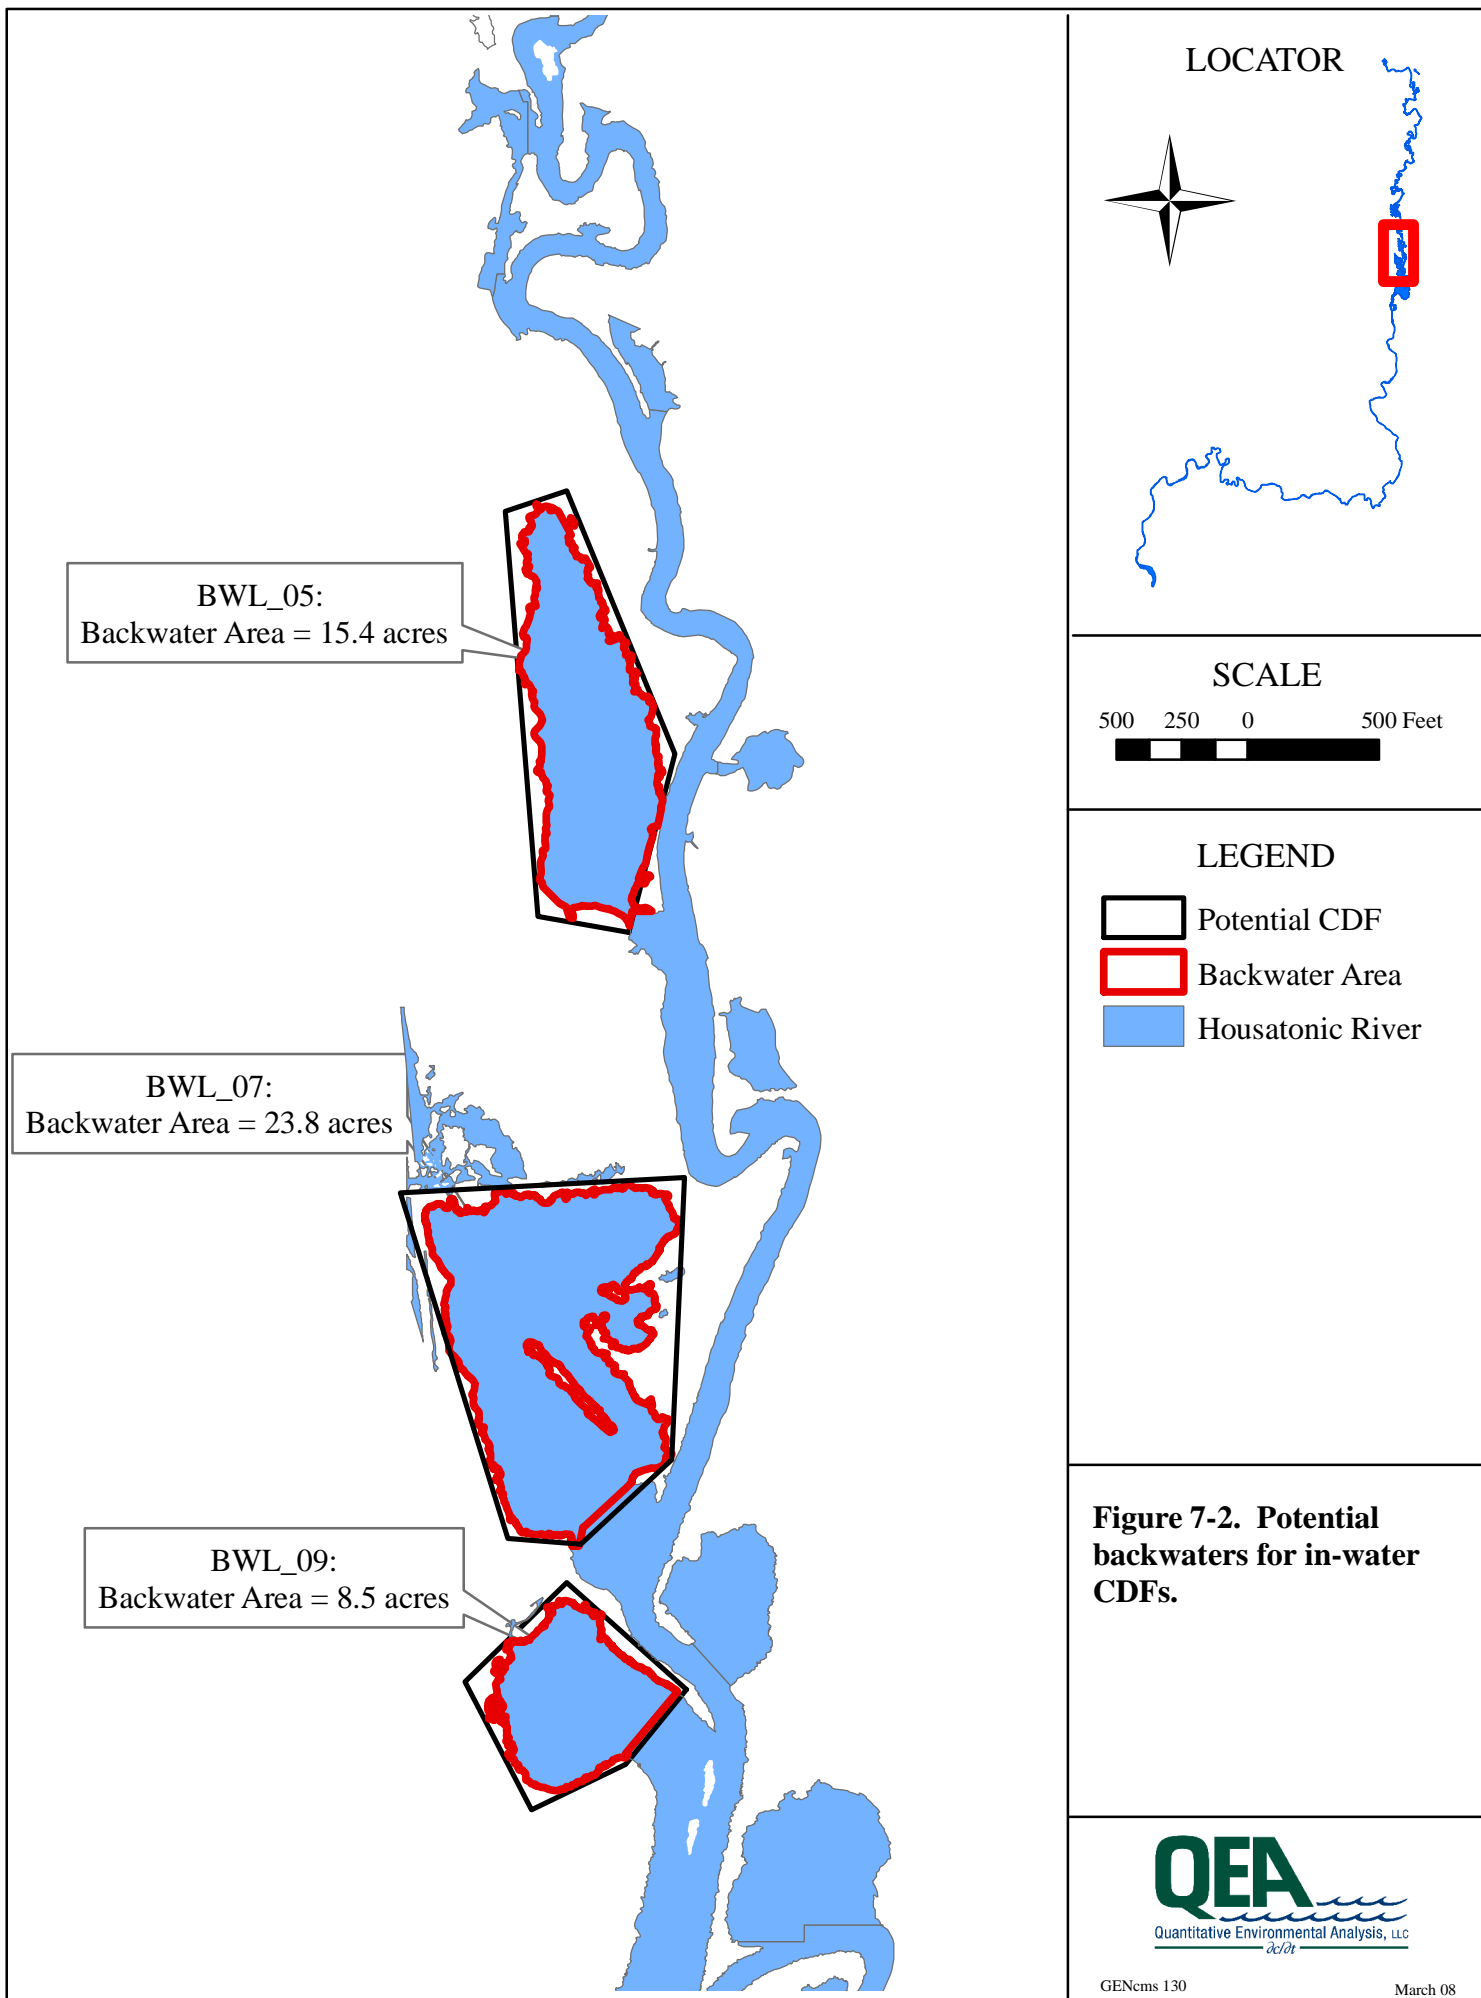 LOCATOR
BWL_05:
Backwater Area = 15.4 acres
SCALE
500 250 0 500 Feet
LEGEND
Potential CDF
Backwater Area
Housatonic River
BWL_07:
Backwater Area = 23.8 acres
Figure 7-2. Potential
backwaters for in-water
CDFs.
BWL_09:
Backwater Area = 8.5 acres
QEA
Quantitative Environmental Analysis, LLC
∂c/∂t
GENcms 130
March 08